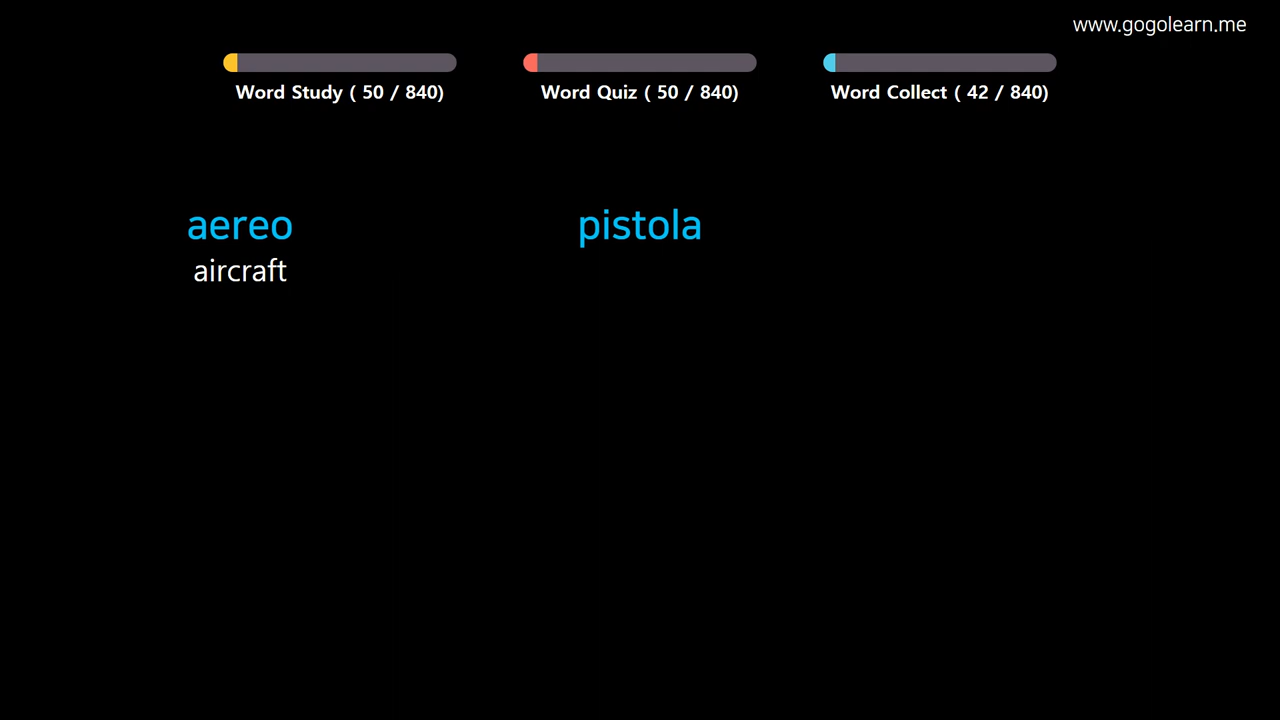 www.gogolearn.me
Word Study ( 50 / 840)
Word Quiz ( 50 / 840)
Word Collect ( 42 / 840)
aereo
pistola
aircraft